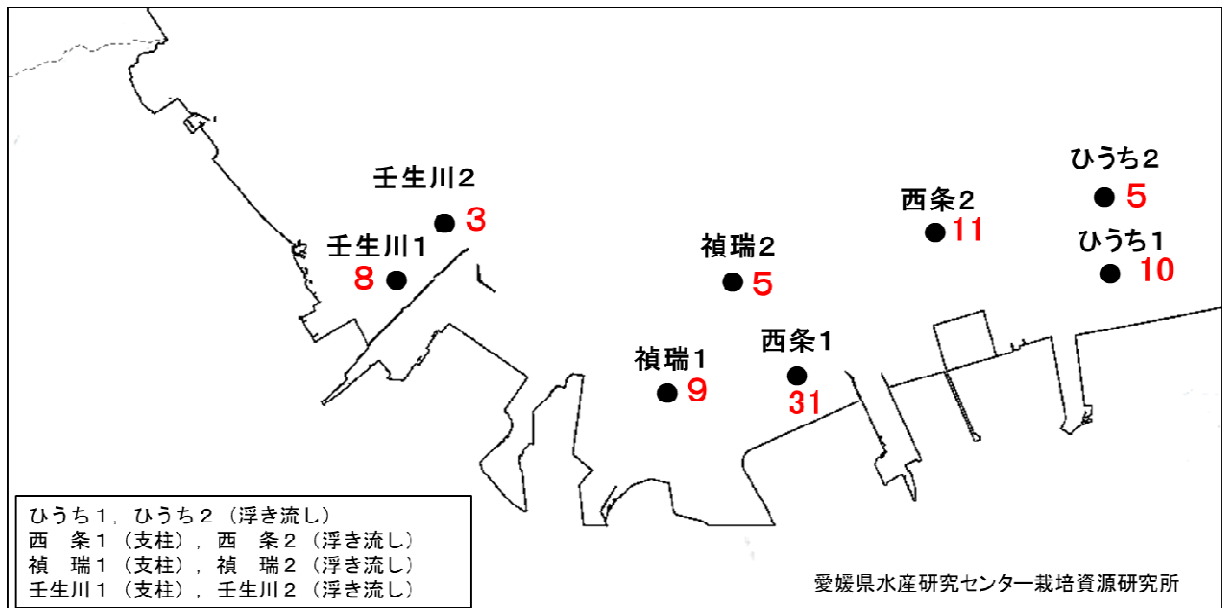 ひうち2
5
壬生川2
3
西条2
11
ひうち1
10
壬生川1
8
禎瑞2
5
西条1
31
禎瑞1
9
ひうち1，ひうち2（浮き流し）
西　条1（支柱），西　条2（浮き流し）
禎　瑞1（支柱），禎　瑞2（浮き流し）
壬生川1（支柱），壬生川2（浮き流し）
愛媛県水産研究センター栽培資源研究所